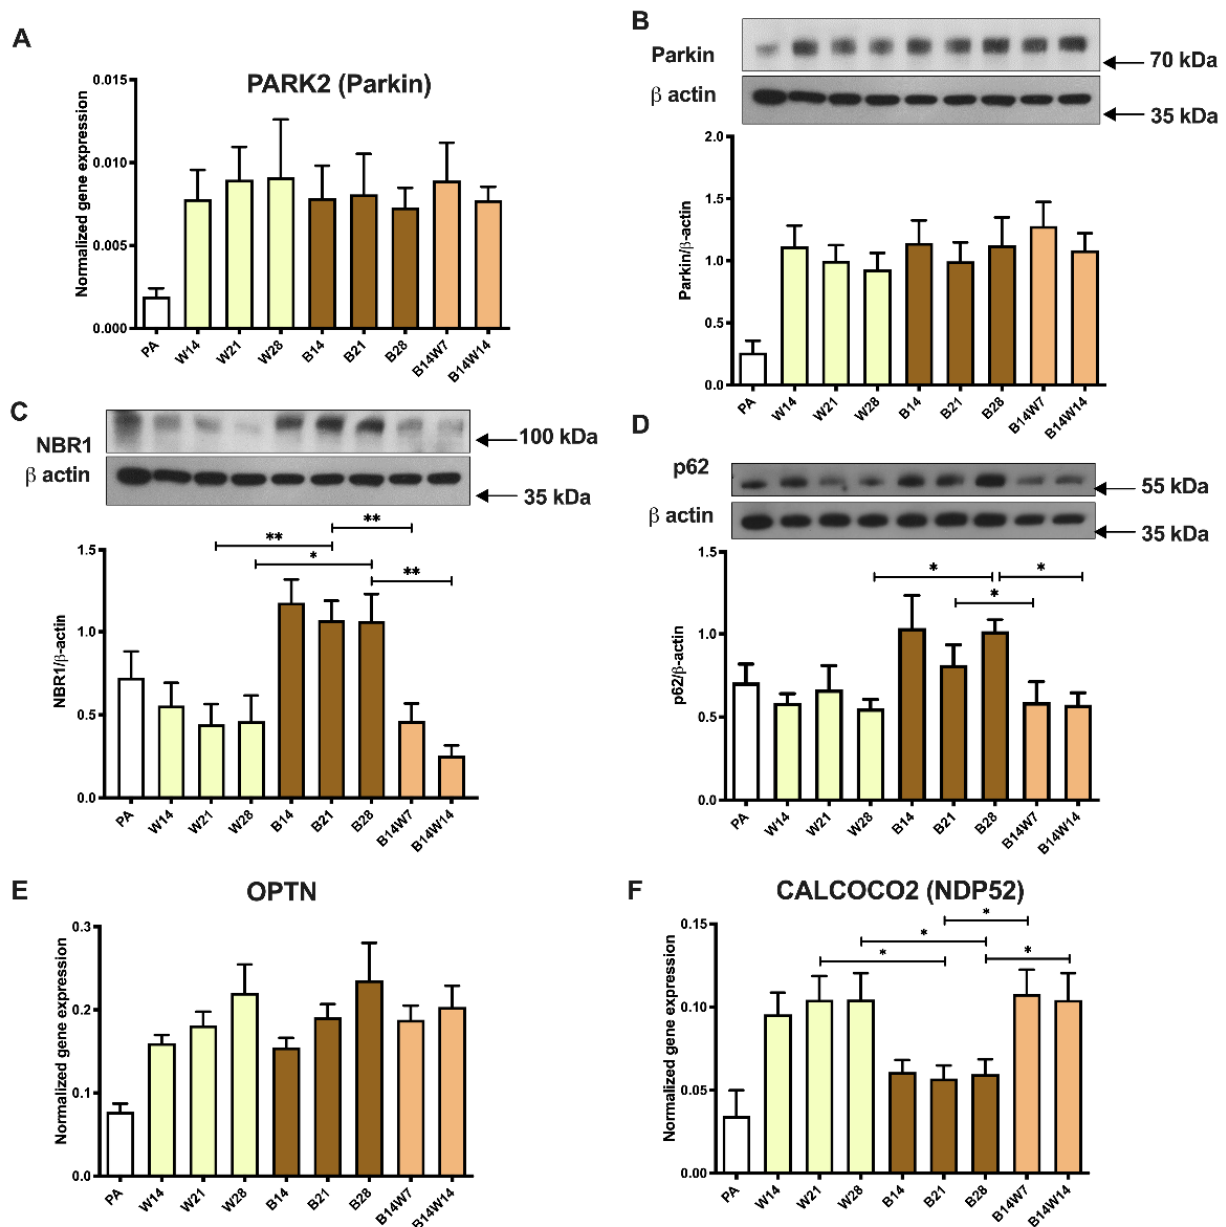 A
PARK2 (Parkin)
Normalized gene expression
0.015
0.010
0.005
0.000
PA
W14
W21
W28
B14
B21
B28
B14W7
B14W14
B
Parkin
70 kDa
β actin
35 kDa
Parkin/β-actin
2.0
1.5
1.0
0.5
0.0
PA
W14
W21
W28
B14
B21
B28
B14W7
B14W14
C
NBR1
100 kDa
β actin
35 kDa
**
**
*
**
NBR1/β-actin
1.5
1.0
0.5
0.0
PA
W14
W21
W28
B14
B21
B28
B14W7
B14W14
D
p62
55 kDa
β actin
35 kDa
*
*
*
p62/β-actin
1.5
1.0
0.5
0.0
PA
W14
W21
W28
B14
B21
B28
B14W7
B14W14
E
OPTN
Normalized gene expression
0.3
0.2
0.1
0.0
PA
W14
W21
W28
B14
B21
B28
B14W7
B14W14
F
CALCOCO2 (NDP52)
*
*
*
*
Normalized gene expression
0.15
0.10
0.05
0.00
PA
W14
W21
W28
B14
B21
B28
B14W7
B14W14